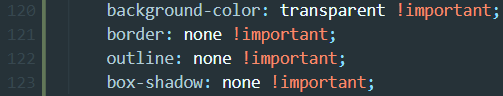 120 background-color: transparent !important;
121 border: none !important;
122 outline: none !important;
123 box-shadow: none !important;